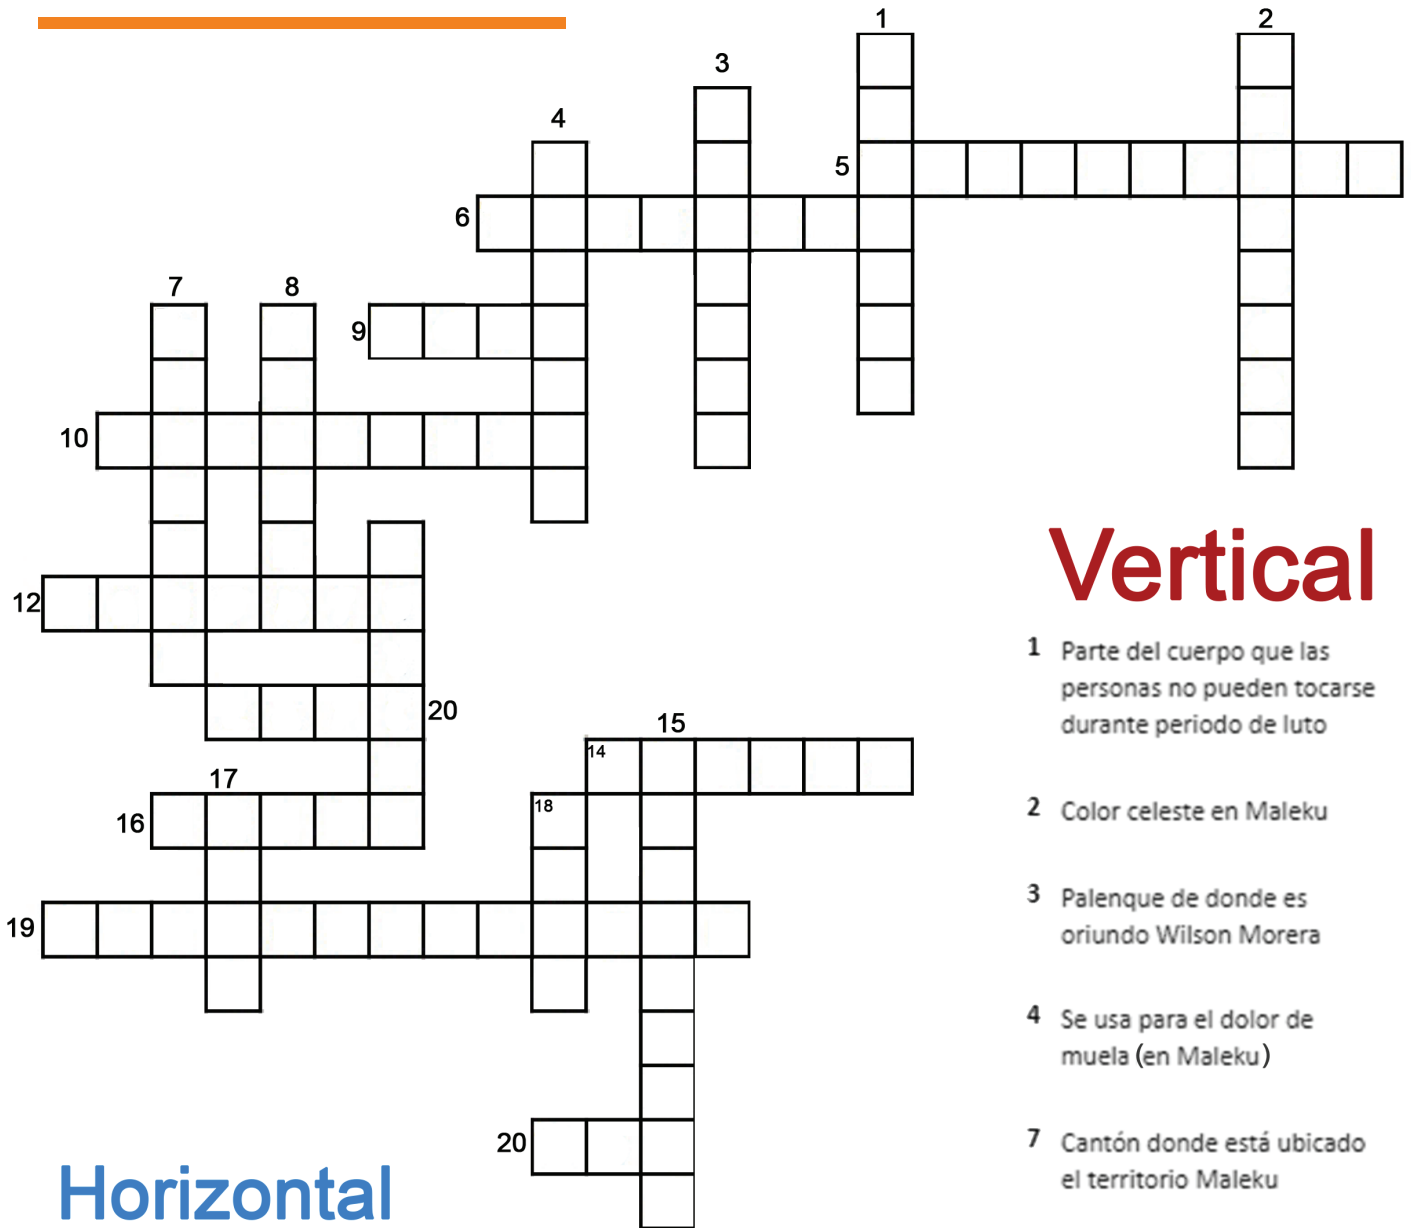 1
2
3
4
5
6
7
8
9
10
12
20
15
14
17
18
16
19
20
Horizontal
Vertical
1 Parte del cuerpo que las
personas no pueden tocarse
durante periodo de luto
2 Color celeste en Maleku
3 Palenque de donde es
oriundo Wilson Morera
4 Se usa para el dolor de
muela (en Maleku)
7 Cantón donde está ubicado
el territorio Maleku